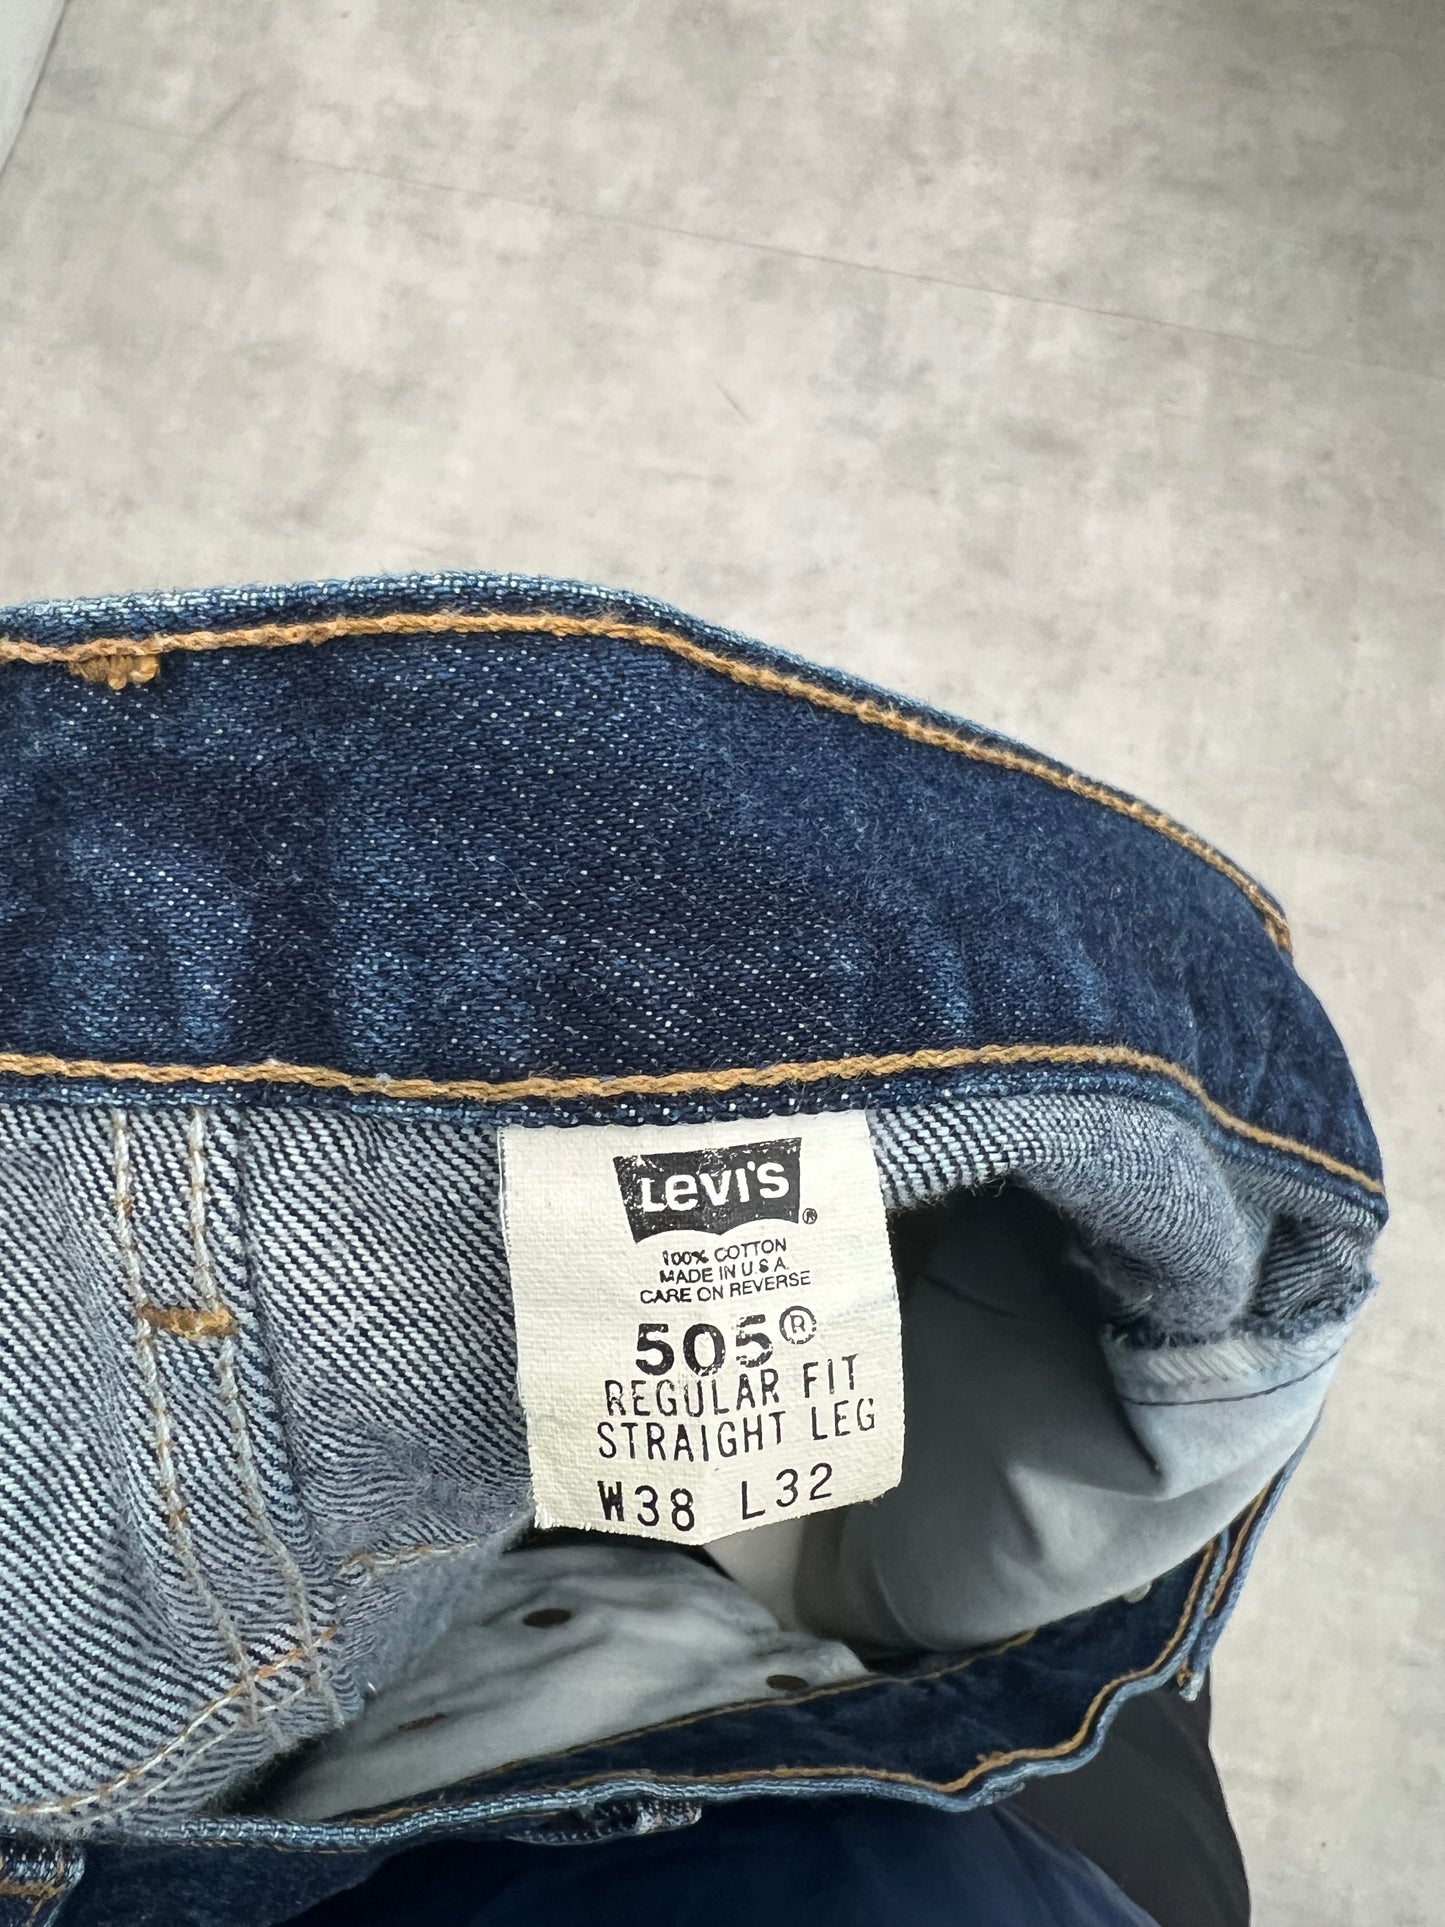 Levi's ®
100% COTTON
MADE IN U S A
CARE ON REVERSE
505®
REGULAR FIT
STRAIGHT LEG
W38 L32